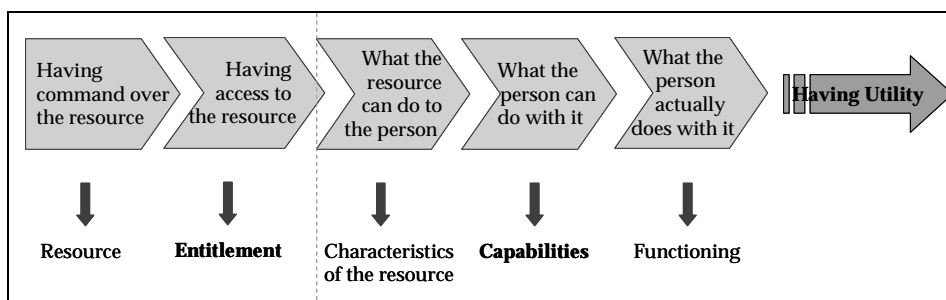 Having
command over
the resource
Having
access to
the resource
What the
resource
can do to
the person
What the
person can
do with it
What the
person
actually
does with it
Having Utility
Resource
Entitlement
Characteristics
of the resource
Capabilities
Functioning